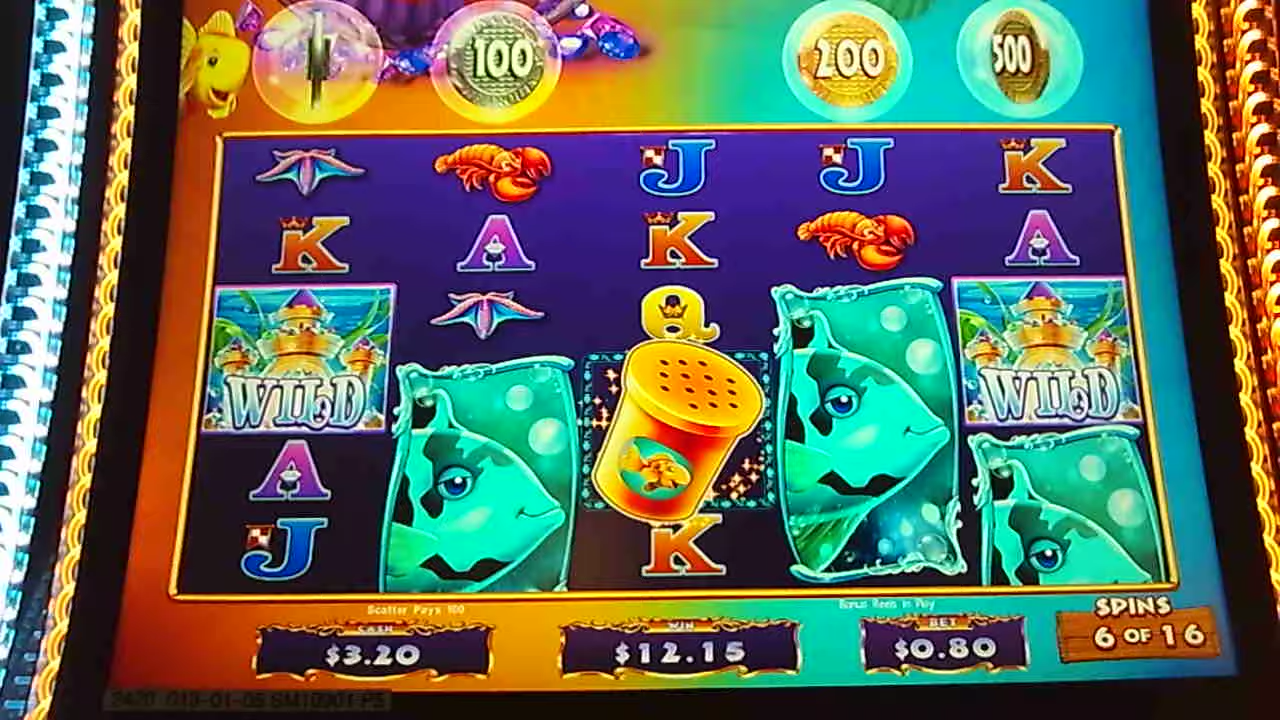 100 200 500
J J K
K A K A
WILD Q WILD
A
J K
Scatter Pays 100 Bonus Reels In Play
CASH WIN BET SPINS
$3.20 $12.15 $0.80 6 OF 16